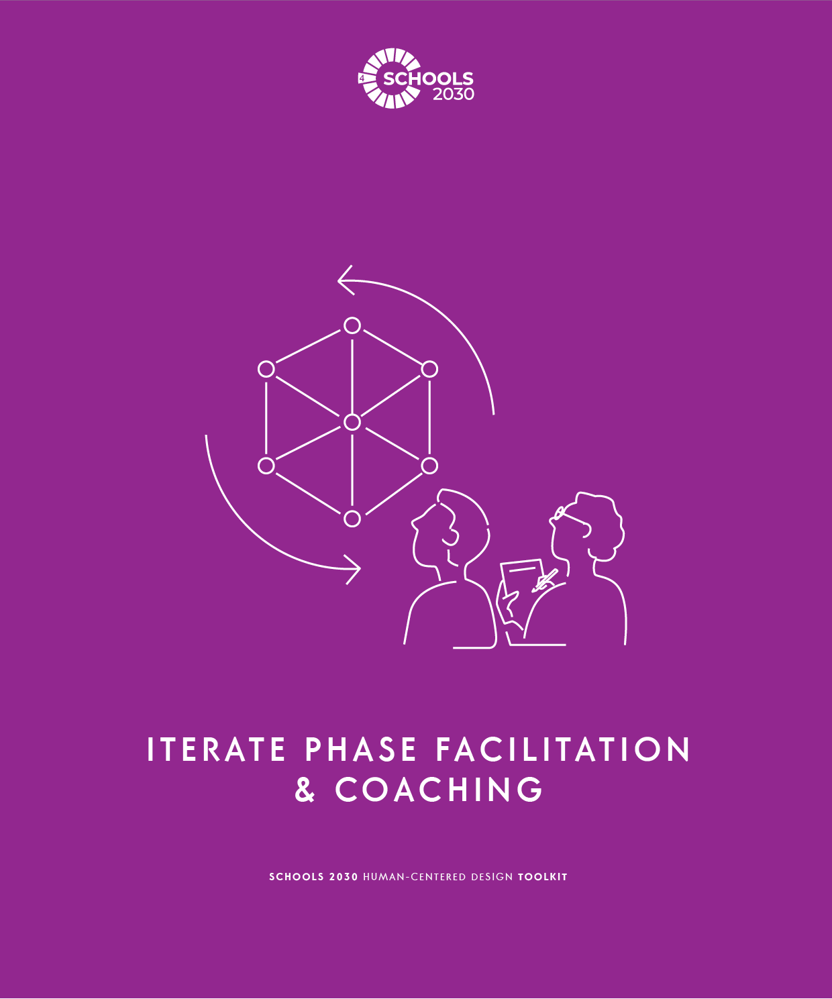 4
SCHOOLS
2030
ITERATE PHASE FACILITATION
& COACHING
SCHOOLS 2030 HUMAN-CENTERED DESIGN TOOLKIT